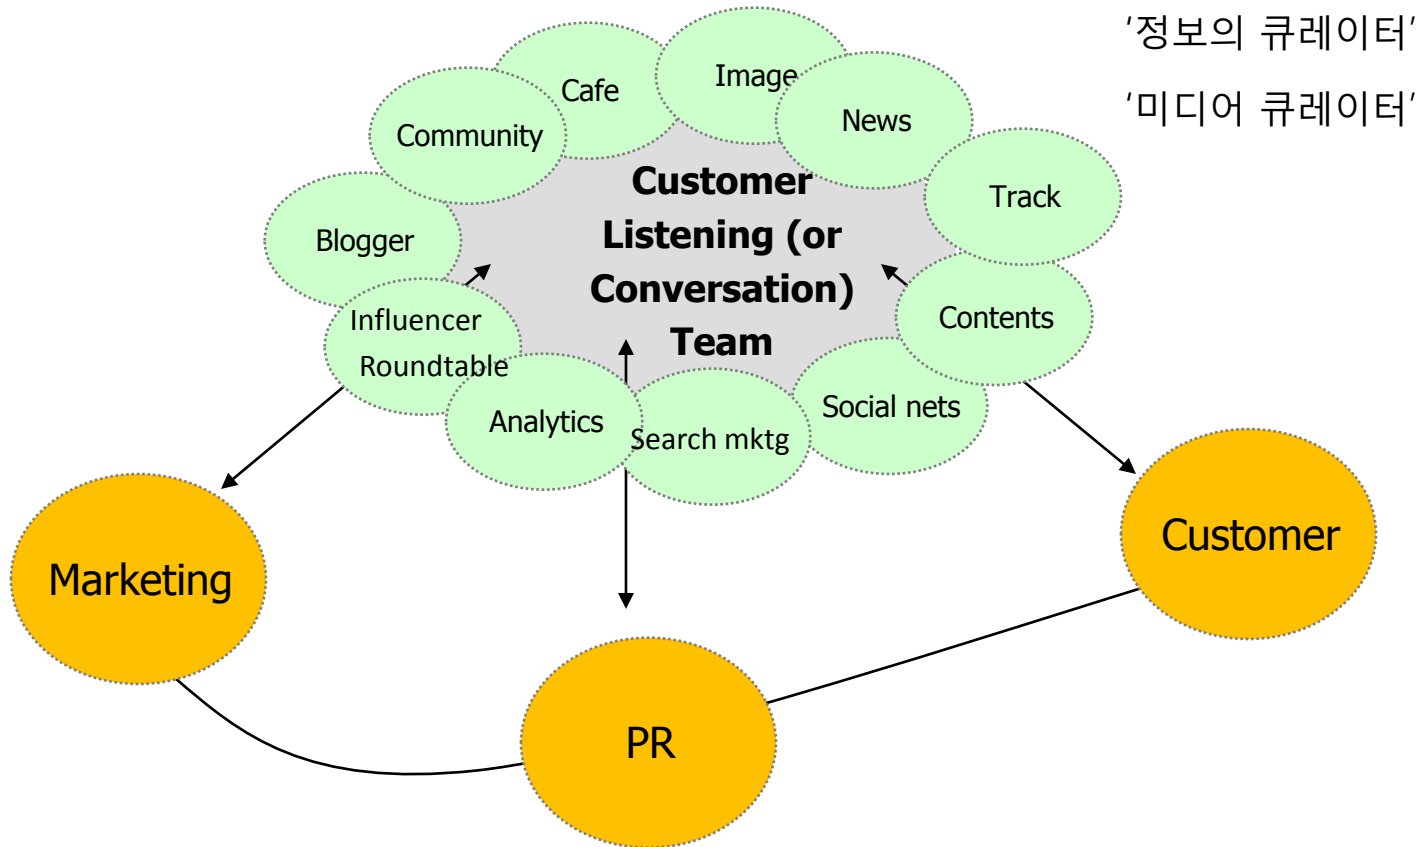 '정보의 큐레이터'
'미디어 큐레이터'
Image
Cafe
News
Community
Customer
Listening (or
Conversation)
Team
Track
Blogger
Influencer
Roundtable
Contents
Social nets
Analytics
Search mktg
Customer
Marketing
PR